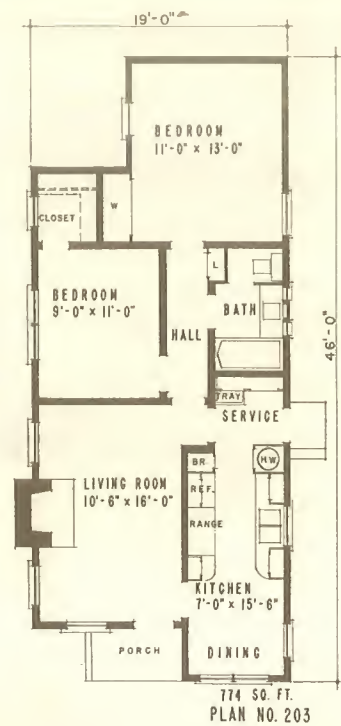 19'-0"
BEDROOM
11'-0" x 13'-0"
CLOSET
W
46'-0"
BEDROOM
9'-0" x 11'-0"
L
BATH
HALL
TRAY
SERVICE
BR.
H.W.
LIVING ROOM
10'-6" x 16'-0"
REF.
RANGE
KITCHEN
7'-0" x 15'-6"
PORCH
DINING
774 SQ. FT.
PLAN NO. 203